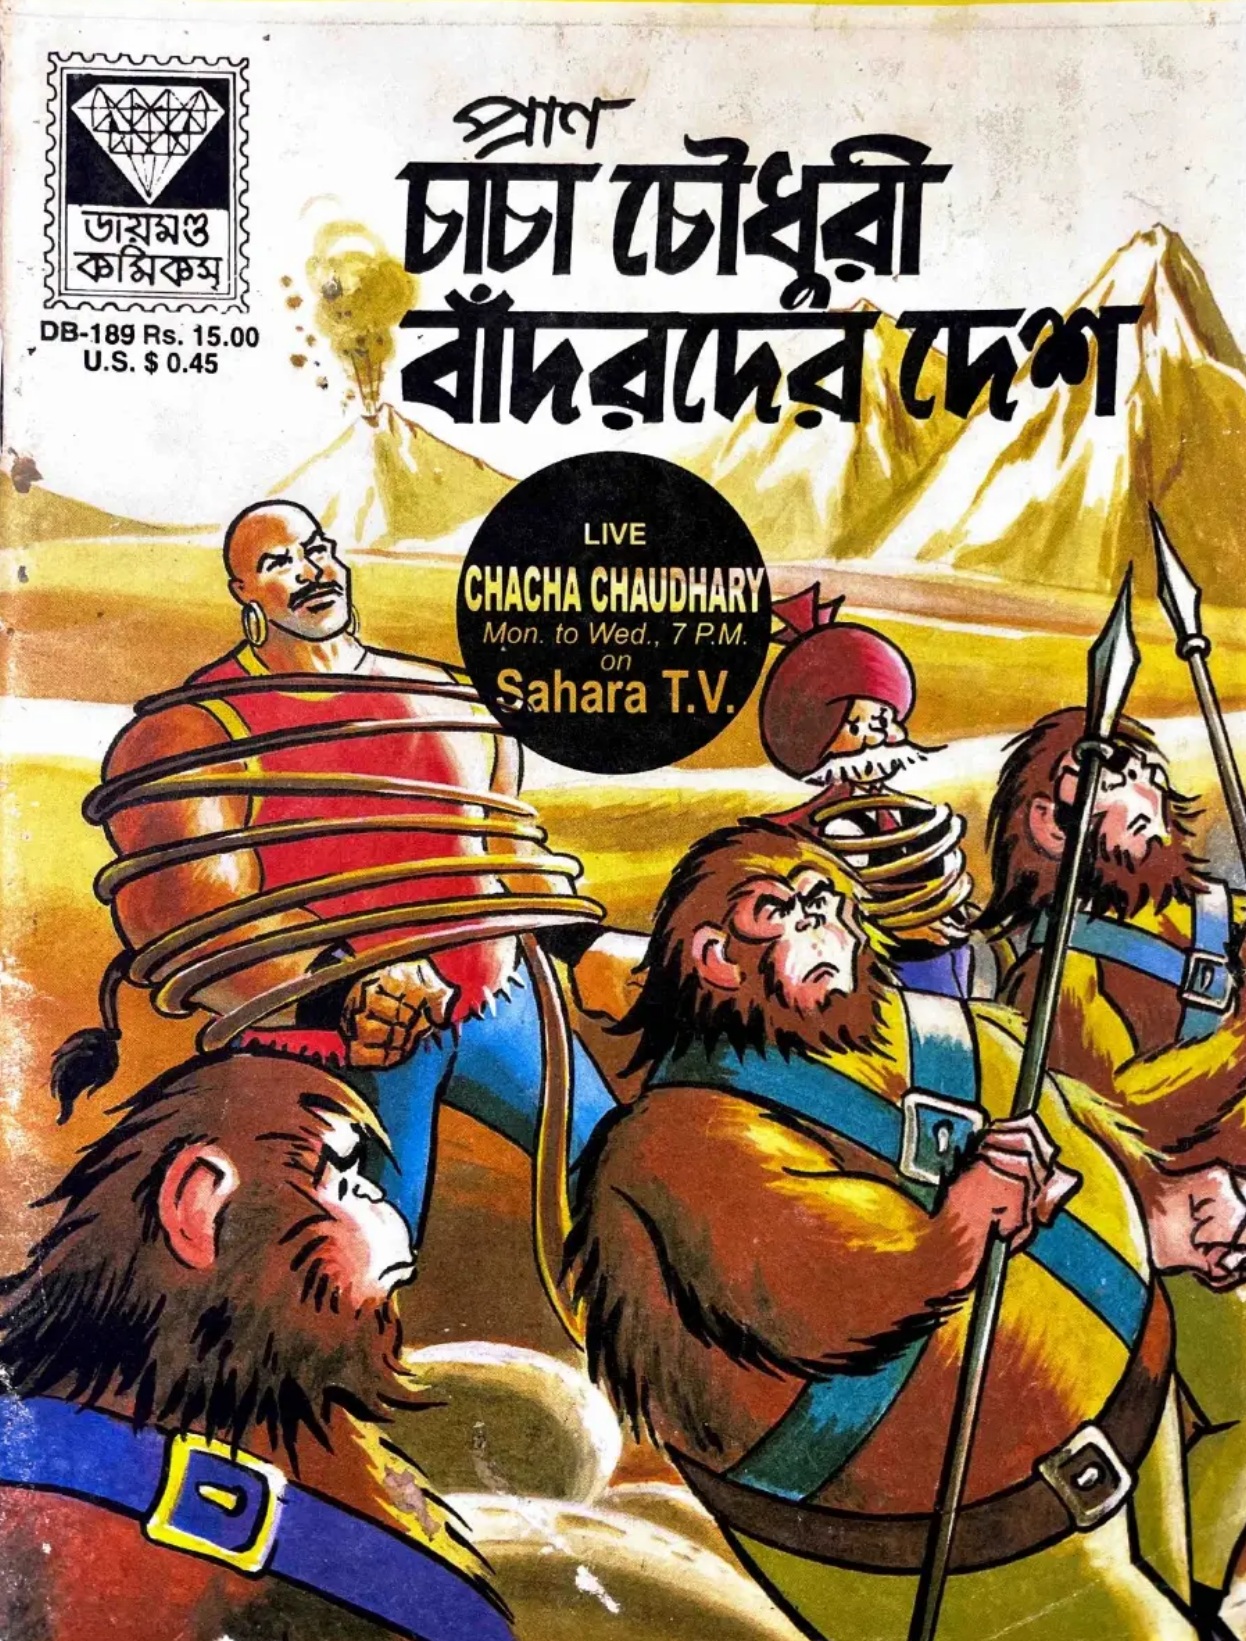 ডায়মণ্ড
কমিকস্
DB-189 Rs. 15.00
U.S. $ 0.45
প্রাণ
চাচা চৌধুরী
বাঁদরদের দেশ
LIVE
CHACHA CHAUDHARY
Mon. to Wed., 7 P.M.
on
Sahara T.V.